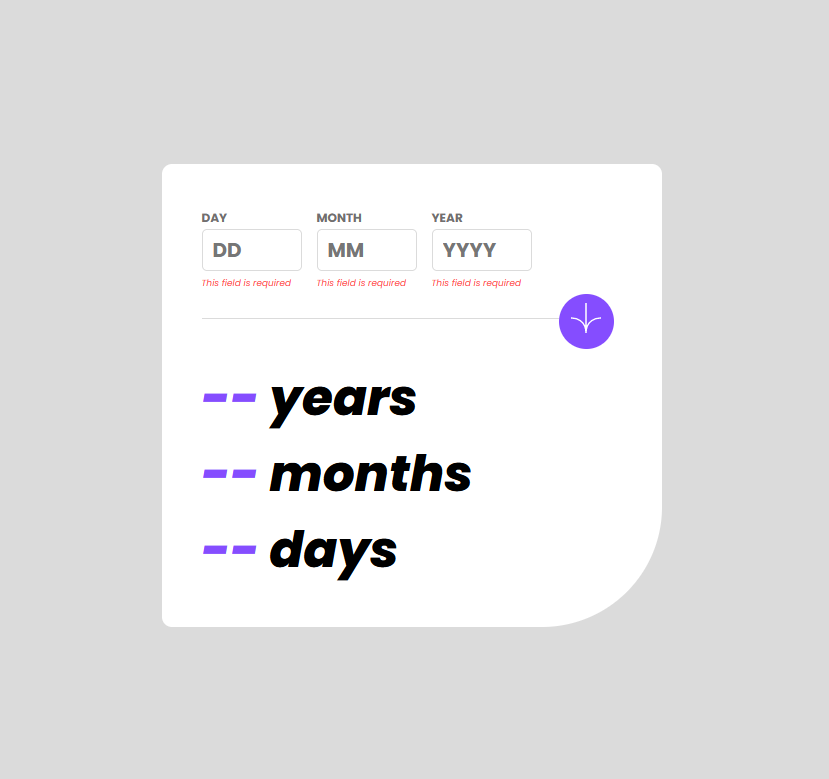 DAY MONTH YEAR
DD MM YYYY
This field is required This field is required This field is required
-- years
-- months
-- days